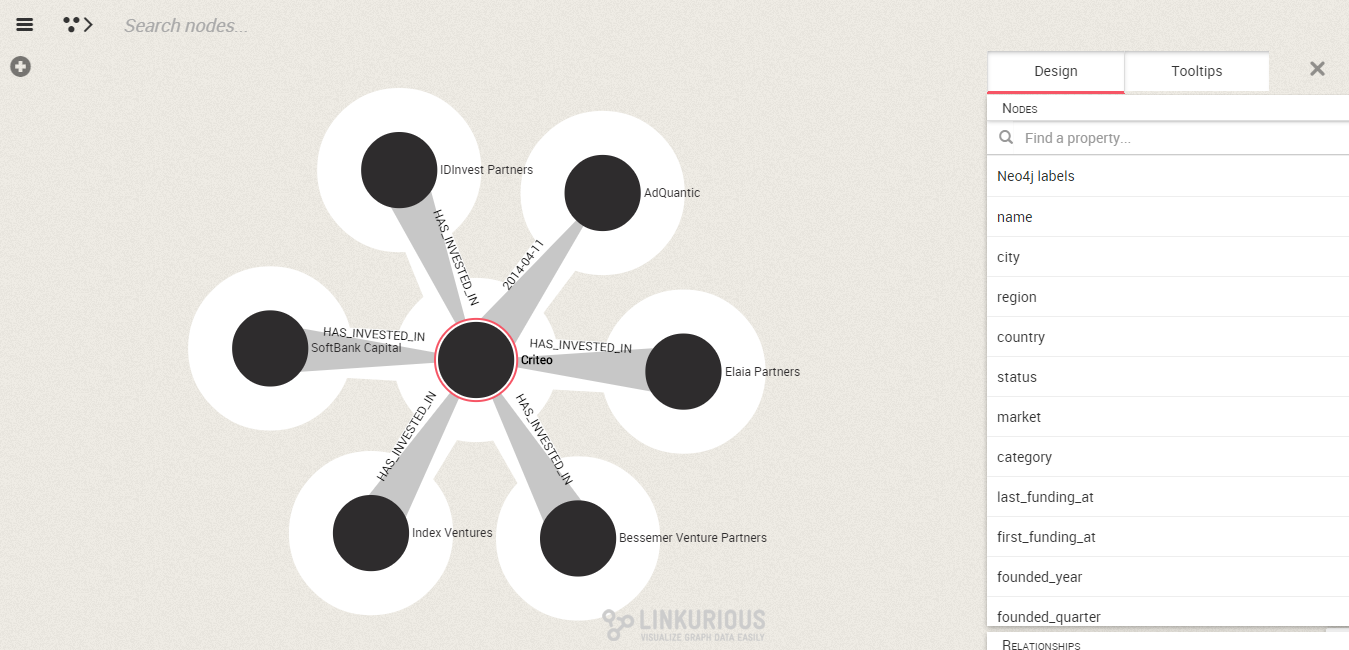 Search nodes...
Design
Tooltips
Nodes
Find a property...
Neo4j labels
name
city
region
country
status
market
category
last_funding_at
first_funding_at
founded_year
founded_quarter
Relationships
IDInvest Partners
AdQuantic
HAS_INVESTED_IN
2014-04-11
HAS_INVESTED_IN
SoftBank Capital
HAS_INVESTED_IN
Criteo
Elaia Partners
HAS_INVESTED_IN
HAS_INVESTED_IN
Index Ventures
Bessemer Venture Partners
LINKURIOUS
VISUALIZE GRAPH DATA EASILY